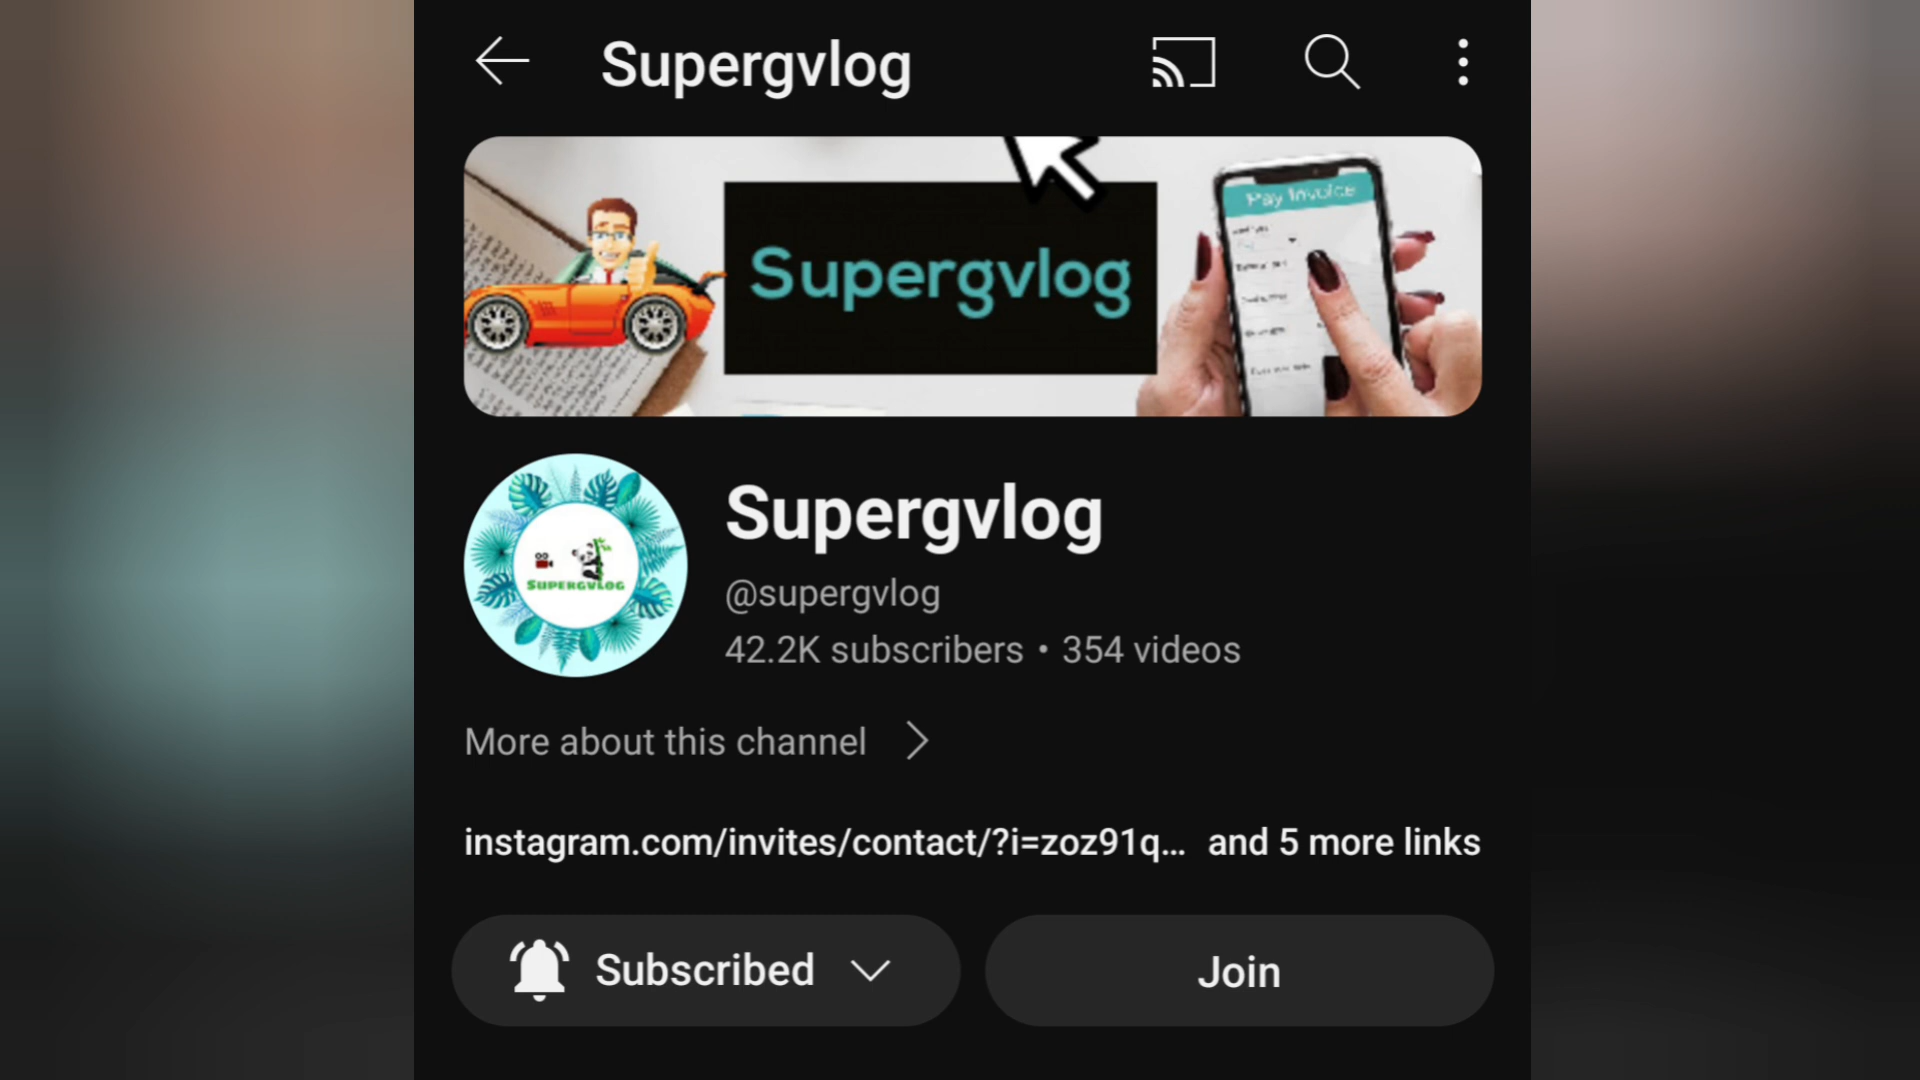 Supergvlog
Pay Invoice
Supergvlog
SUPERGVLOG
Supergvlog
@supergvlog
42.2K subscribers • 354 videos
More about this channel
instagram.com/invites/contact/?i=zoz91q... and 5 more links
Subscribed
Join